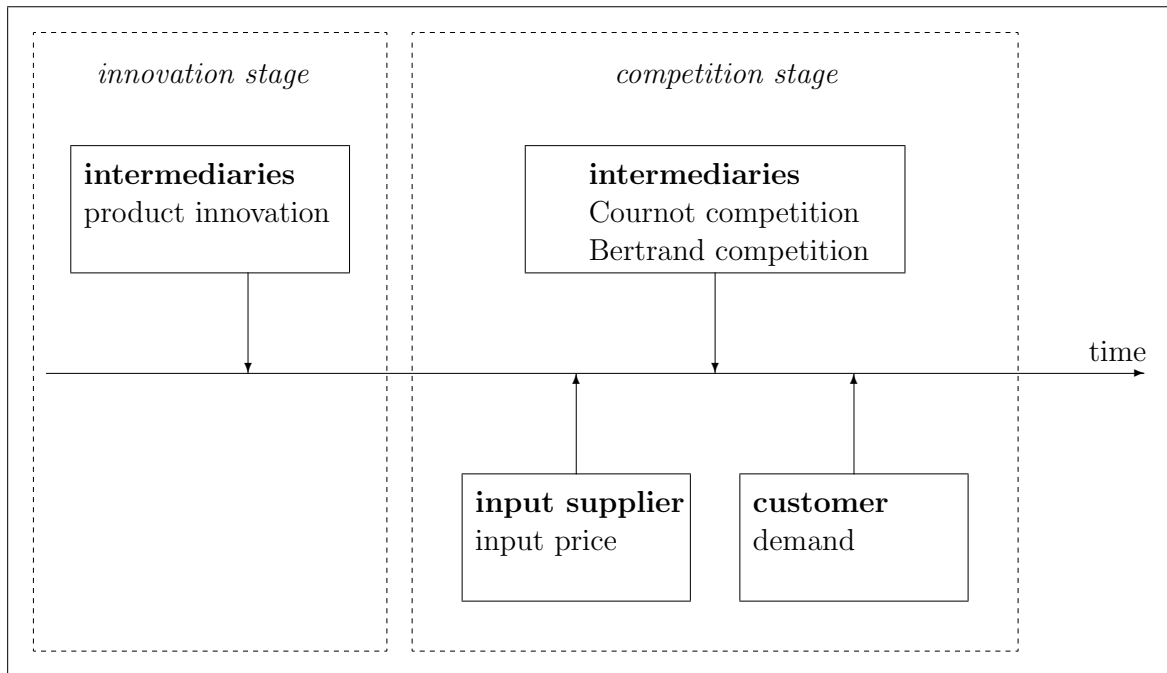 innovation stage
competition stage
intermediaries
product innovation
intermediaries
Cournot competition
Bertrand competition
time
input supplier
input price
customer
demand